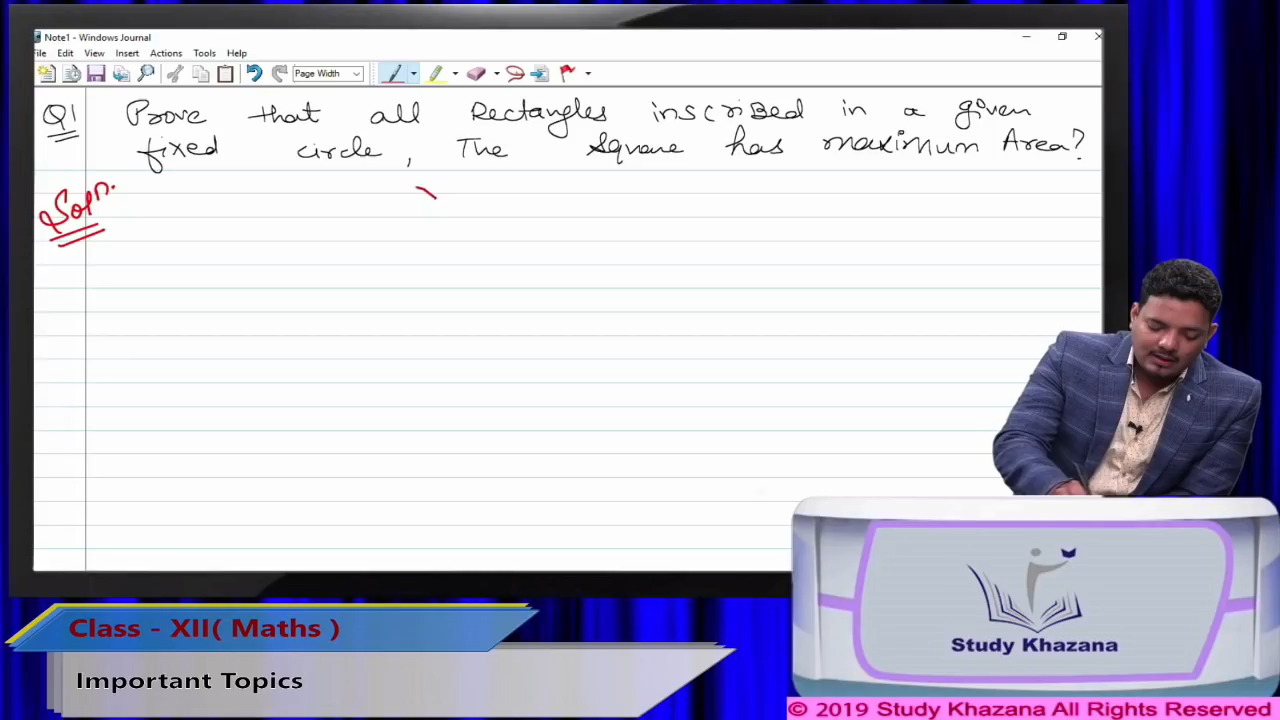 Note1 - Windows Journal
File Edit View Insert Actions Tools Help
Page Width
Q1 Prove that all Rectangles inscribed in a given
fixed circle, The Square has maximum Area?
Soln.
Study Khazana
Class - XII( Maths )
Important Topics
© 2019 Study Khazana All Rights Reserved